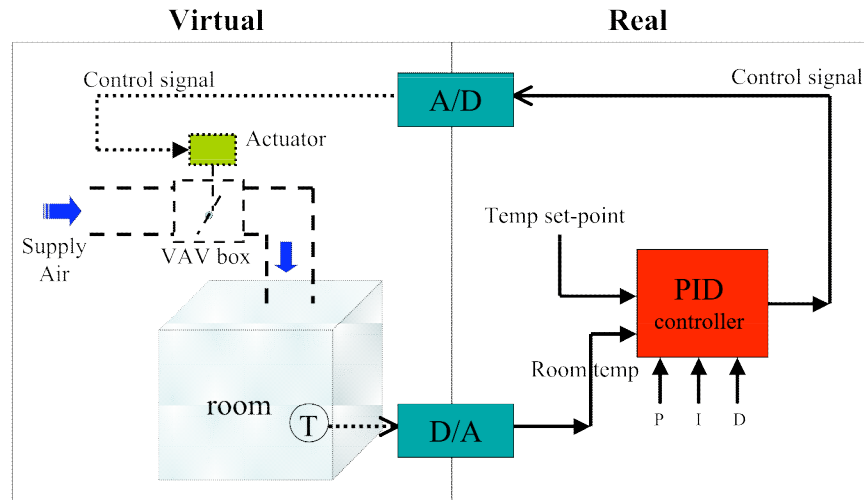 Virtual
Real
Control signal
Control signal
A/D
Actuator
Temp set-point
Supply
Air
VAV box
PID
controller
Room temp
room
T
D/A
P
I
D